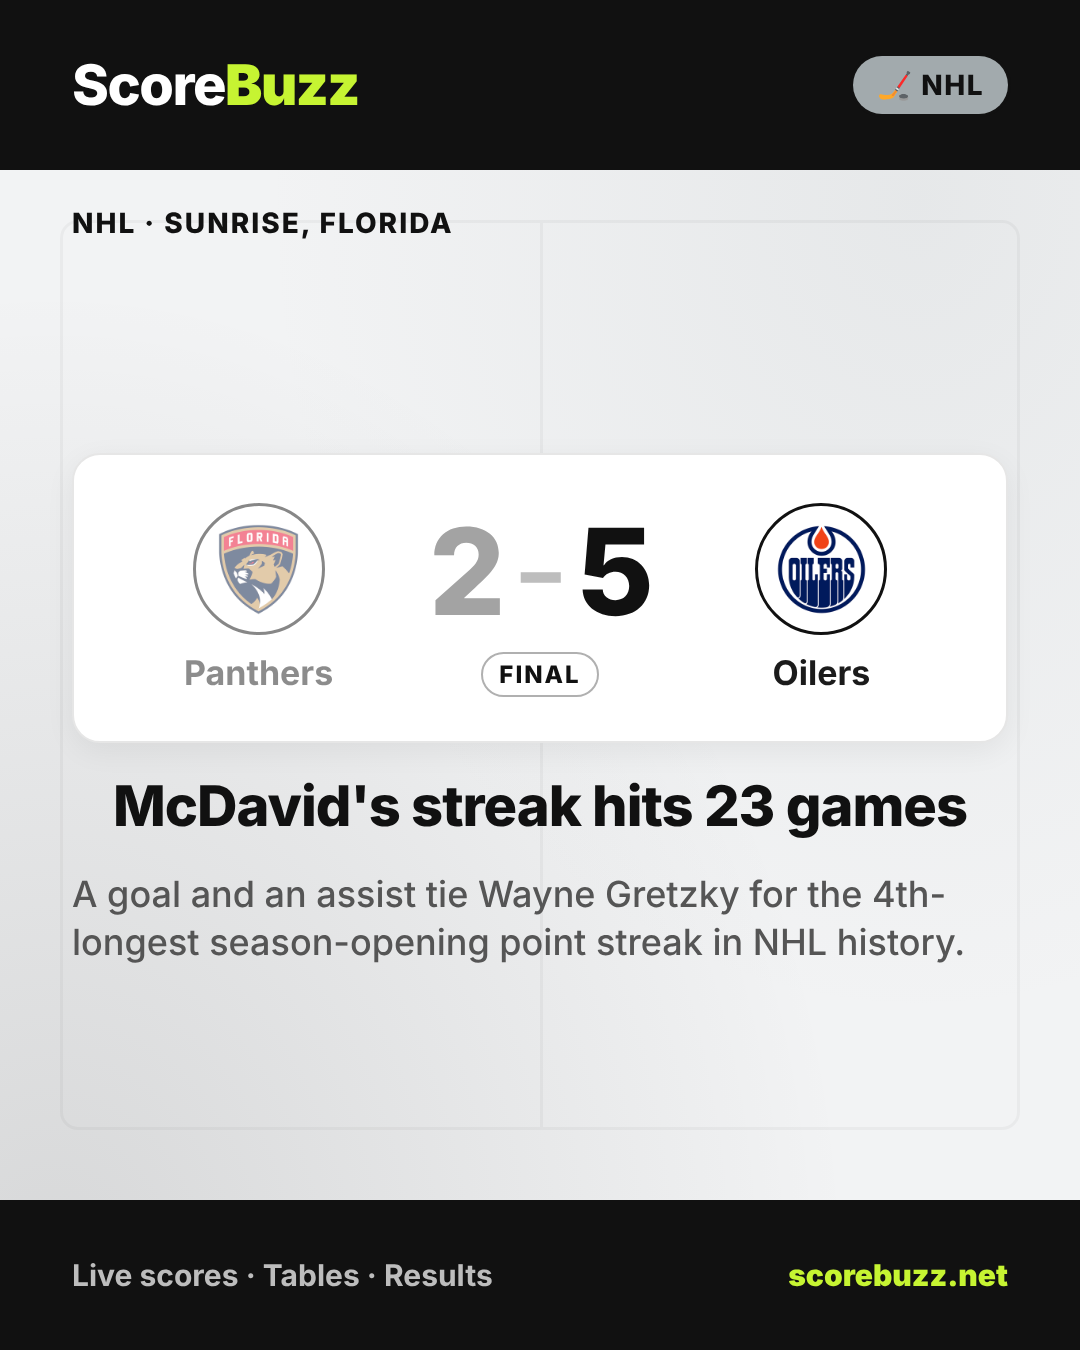 ScoreBuzz
🏒 NHL
NHL · SUNRISE, FLORIDA
FLORIDA
OILERS
2 - 5
Panthers
FINAL
Oilers
McDavid's streak hits 23 games
A goal and an assist tie Wayne Gretzky for the 4th-
longest season-opening point streak in NHL history.
Live scores · Tables · Results
scorebuzz.net